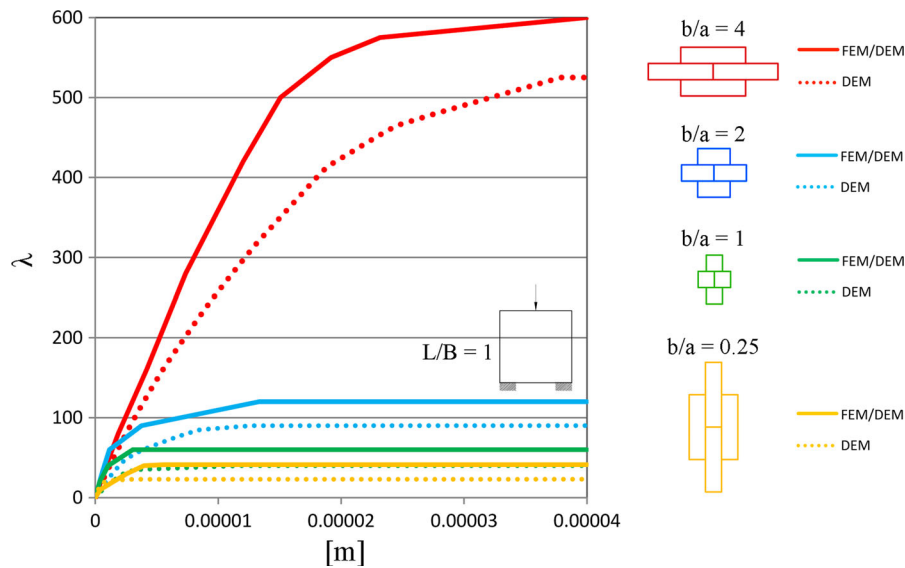 600
500
400
300
200
100
0
λ
0 0.00001 0.00002 0.00003 0.00004
[m]
L/B = 1
b/a = 4
FEM/DEM
DEM
b/a = 2
FEM/DEM
DEM
b/a = 1
FEM/DEM
DEM
b/a = 0.25
FEM/DEM
DEM